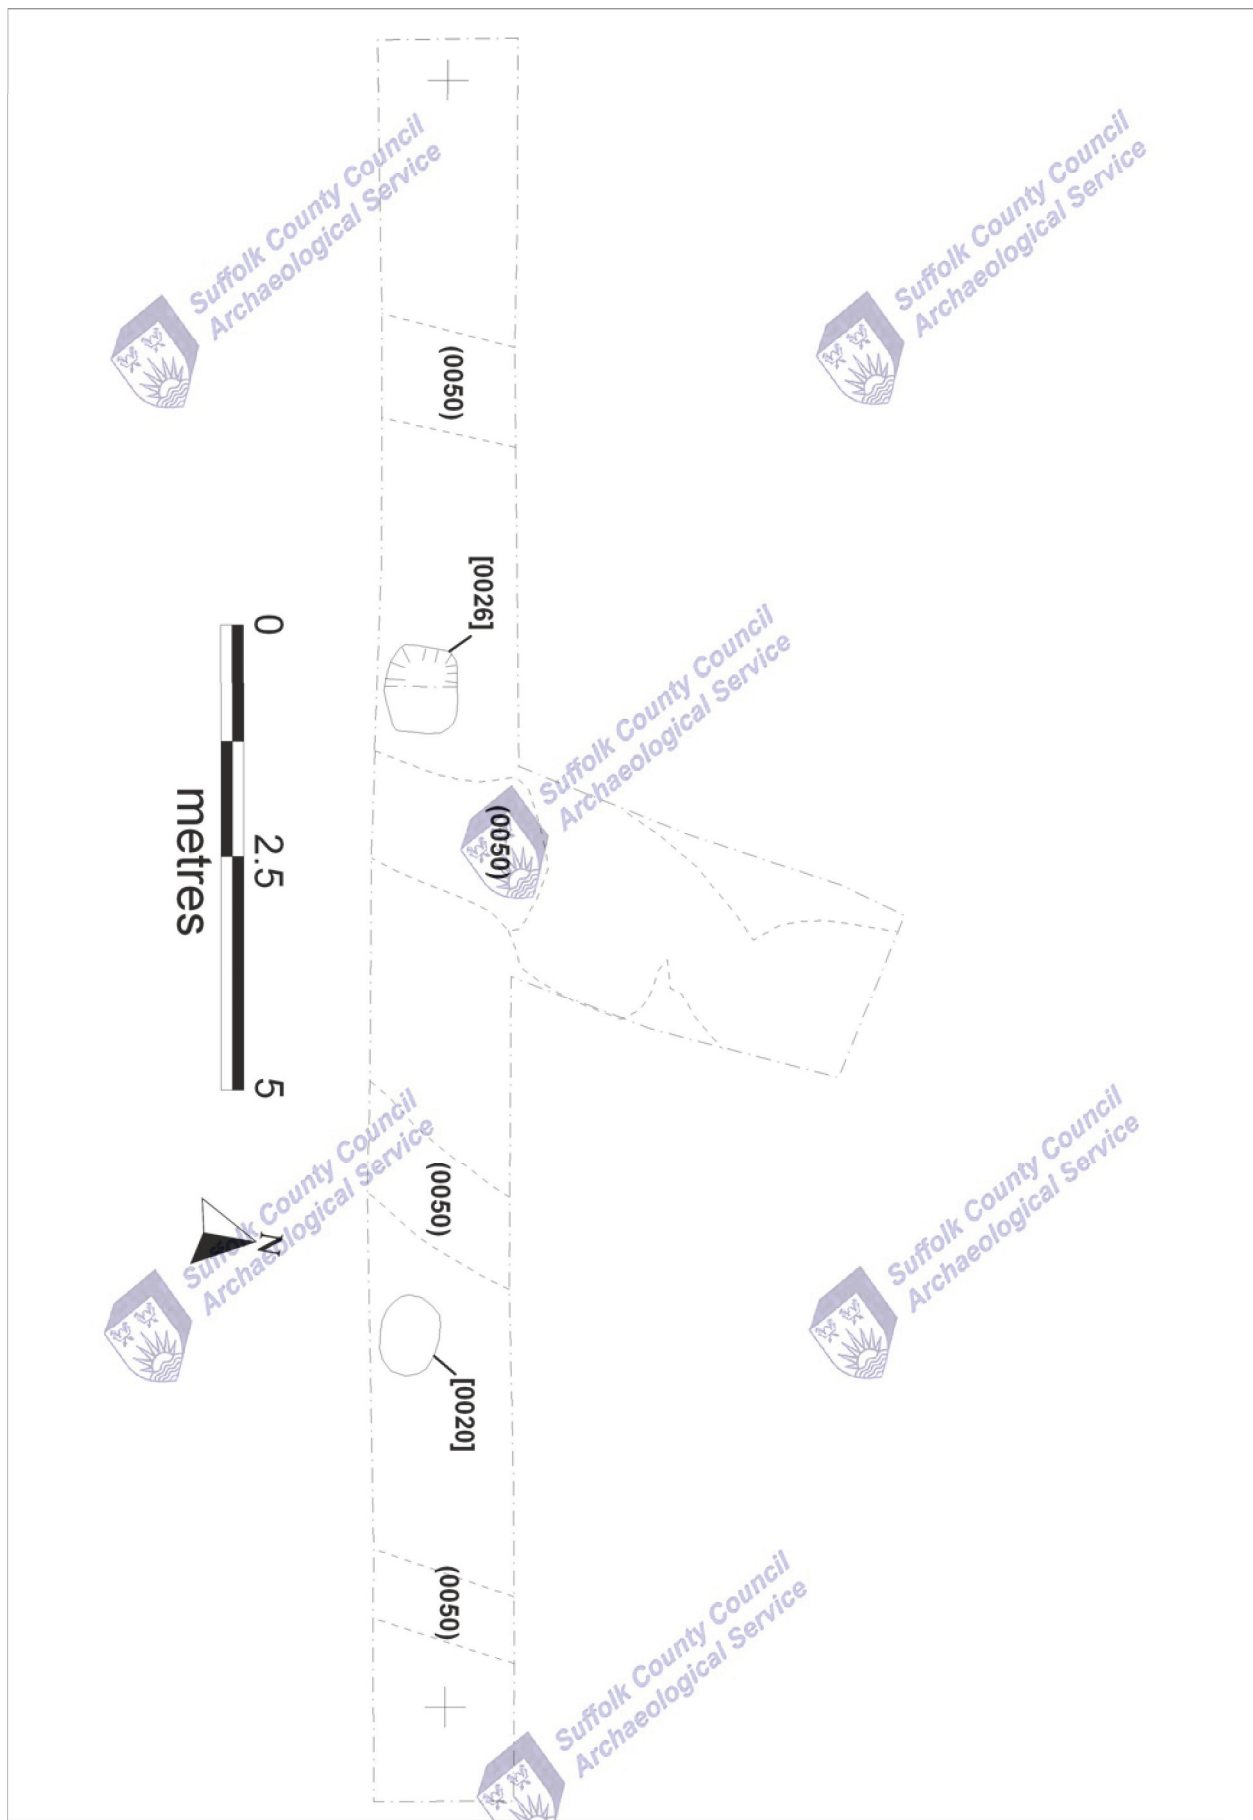 Suffolk County Council
Archaeological Service
Suffolk County Council
Archaeological Service
(0050)
[0026]
0
2.5
5
metres
Suffolk County Council
Archaeological Service
(0050)
Suffolk County Council
Archaeological Service
Suffolk County Council
Archaeological Service
(0050)
N
[0020]
(0050)
Suffolk County Council
Archaeological Service